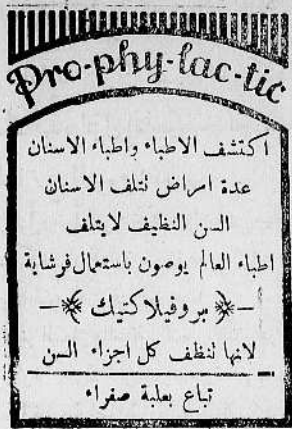 Pro-phy-lac-tic
اكتشف الاطباء واطباء الاسنان
عدة امراض تتلف الاسنان
السن النظيف لا يتلف
اطباء العالم يوصون باستعمال فرشاية
بروفيلاكتيك
لانها تنظف كل اجزاء السن
تباع بعلبة صفراء